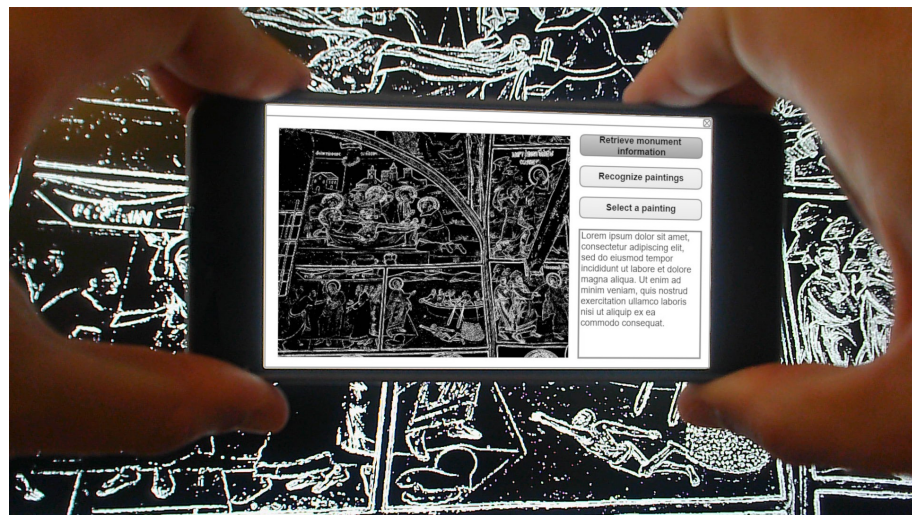 Retrieve monument
information
Recognize paintings
Select a painting
Lorem ipsum dolor sit amet,
consectetur adipiscing elit,
sed do eiusmod tempor
incididunt ut labore et dolore
magna aliqua. Ut enim ad
minim veniam, quis nostrud
exercitation ullamco laboris
nisi ut aliquip ex ea
commodo consequat.